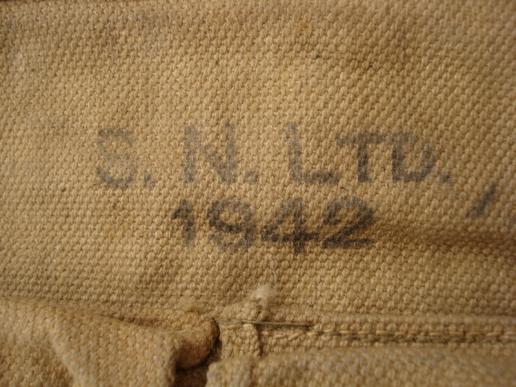 S. N. LTD.,
1942